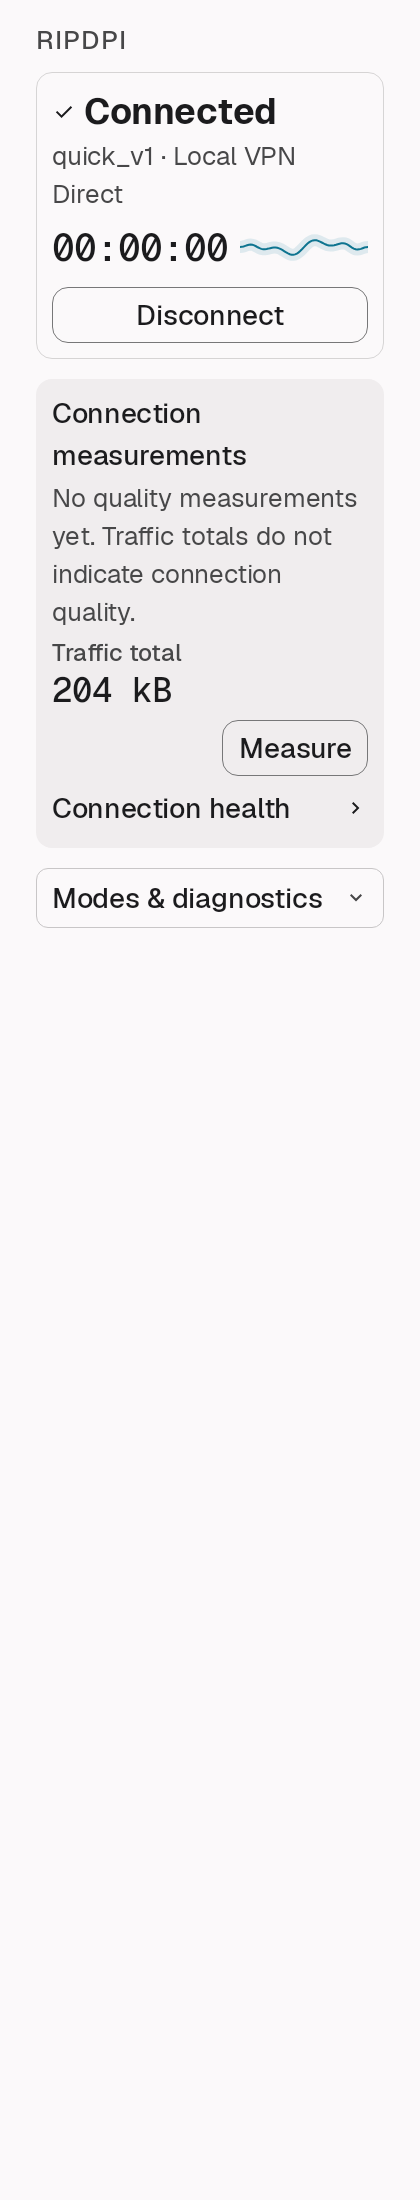 RIPDPI
Connected
quick_v1 · Local VPN
Direct
00:00:00
Disconnect
Connection
measurements
No quality measurements
yet. Traffic totals do not
indicate connection
quality.
Traffic total
204 kB
Measure
Connection health
Modes & diagnostics